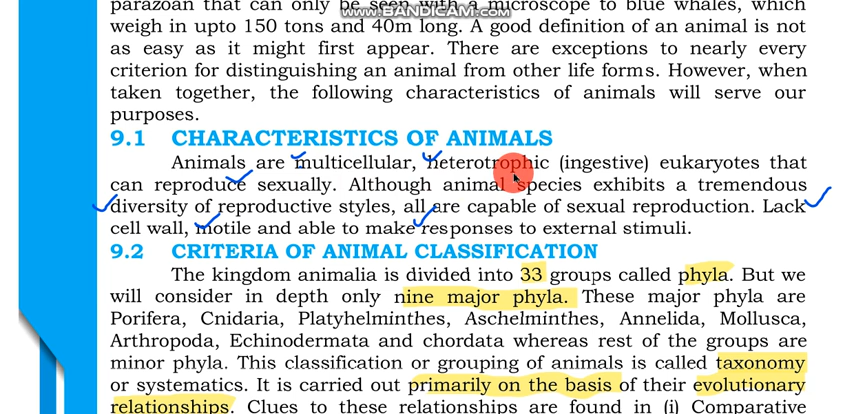 parazoan that can only be seen with a microscope to blue whales, which
WWW.BANDICAM.COM
weigh in upto 150 tons and 40m long. A good definition of an animal is not
as easy as it might first appear. There are exceptions to nearly every
criterion for distinguishing an animal from other life forms. However, when
taken together, the following characteristics of animals will serve our
purposes.
9.1 CHARACTERISTICS OF ANIMALS
Animals are multicellular, heterotrophic (ingestive) eukaryotes that
can reproduce sexually. Although animal species exhibits a tremendous
diversity of reproductive styles, all are capable of sexual reproduction. Lack
cell wall, motile and able to make responses to external stimuli.
9.2 CRITERIA OF ANIMAL CLASSIFICATION
The kingdom animalia is divided into 33 groups called phyla. But we
will consider in depth only nine major phyla. These major phyla are
Porifera, Cnidaria, Platyhelminthes, Aschelminthes, Annelida, Mollusca,
Arthropoda, Echinodermata and chordata whereas rest of the groups are
minor phyla. This classification or grouping of animals is called taxonomy
or systematics. It is carried out primarily on the basis of their evolutionary
relationships. Clues to these relationships are found in (i) Comparative